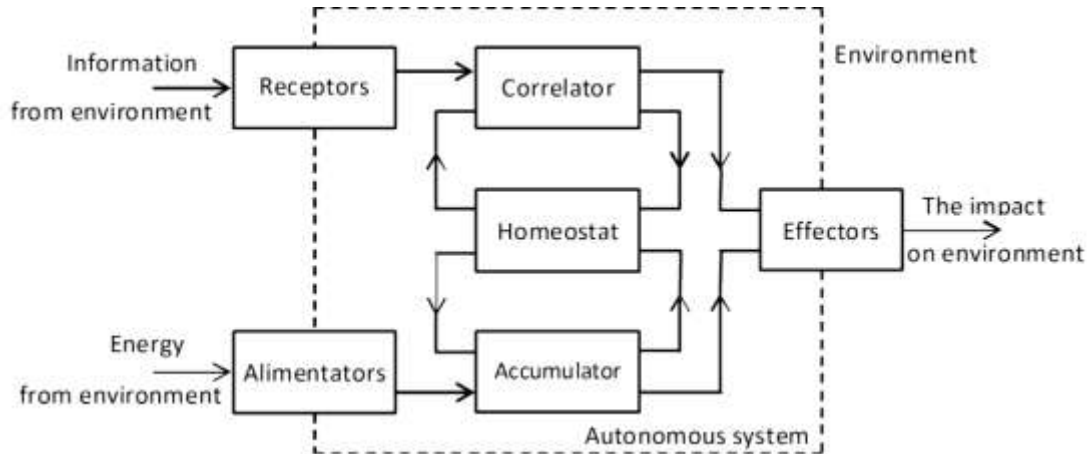 Information
from environment
Receptors
Correlator
Environment
Homeostat
Effectors
The impact
on environment
Energy
from environment
Alimentators
Accumulator
Autonomous system